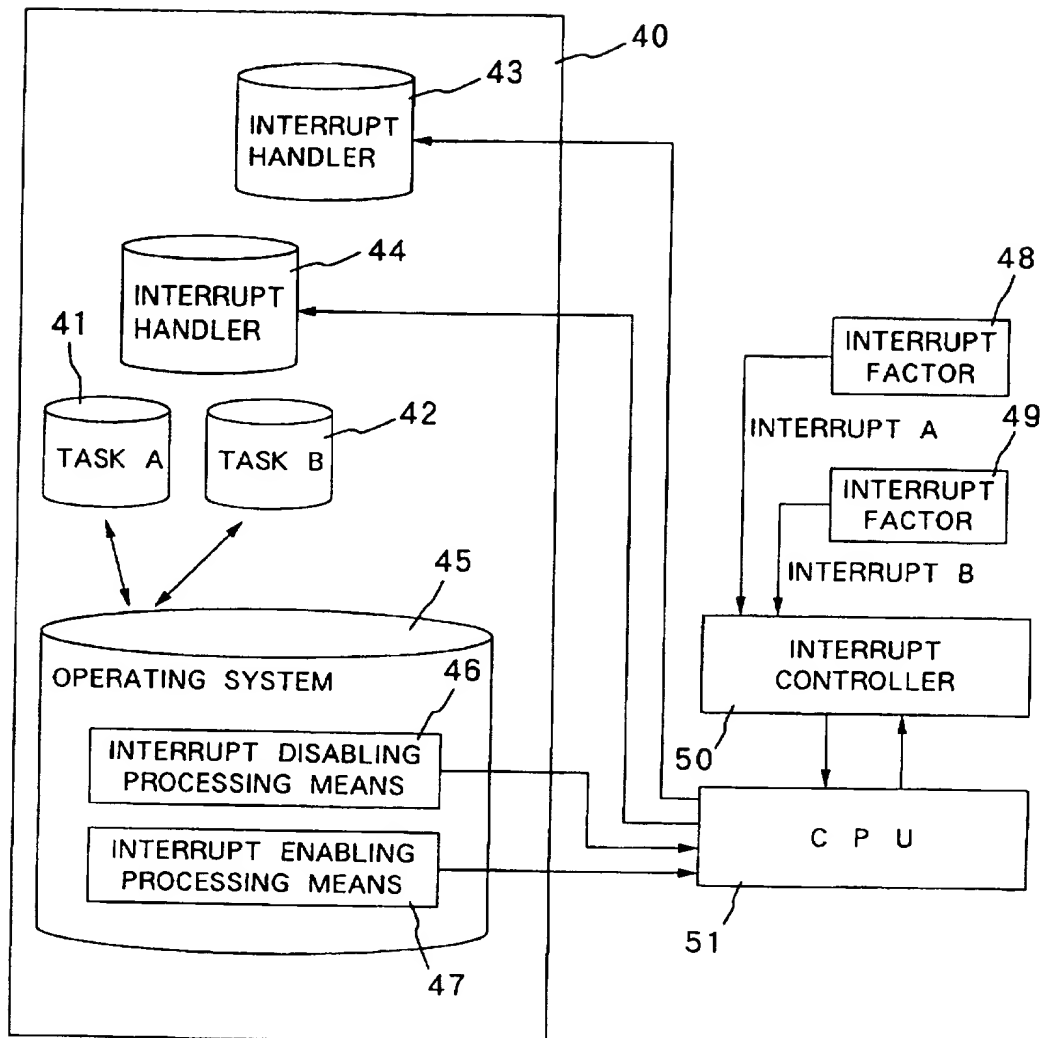 40
43
INTERRUPT
HANDLER
44
INTERRUPT
HANDLER
41
TASK A
42
TASK B
45
OPERATING SYSTEM
46
INTERRUPT DISABLING
PROCESSING MEANS
INTERRUPT ENABLING
PROCESSING MEANS
47
48
INTERRUPT
FACTOR
INTERRUPT A
49
INTERRUPT
FACTOR
INTERRUPT B
INTERRUPT
CONTROLLER
50
CPU
51